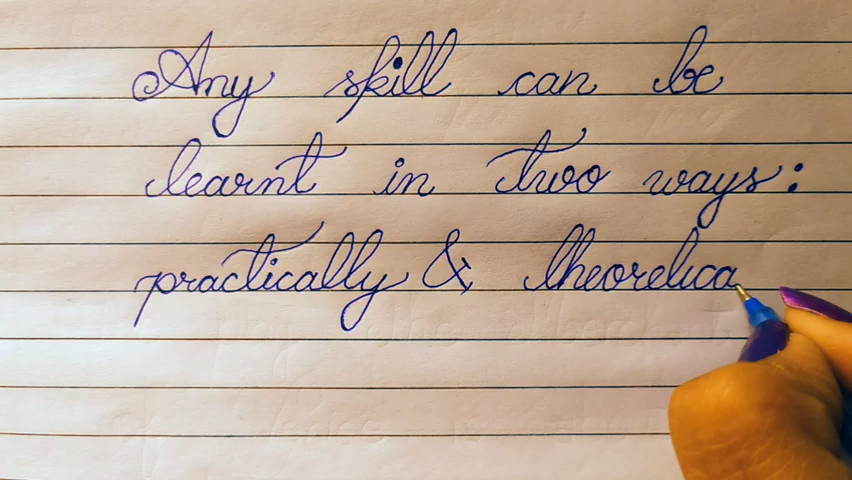 Any skill can be
learnt in two ways:
practically & theoretica